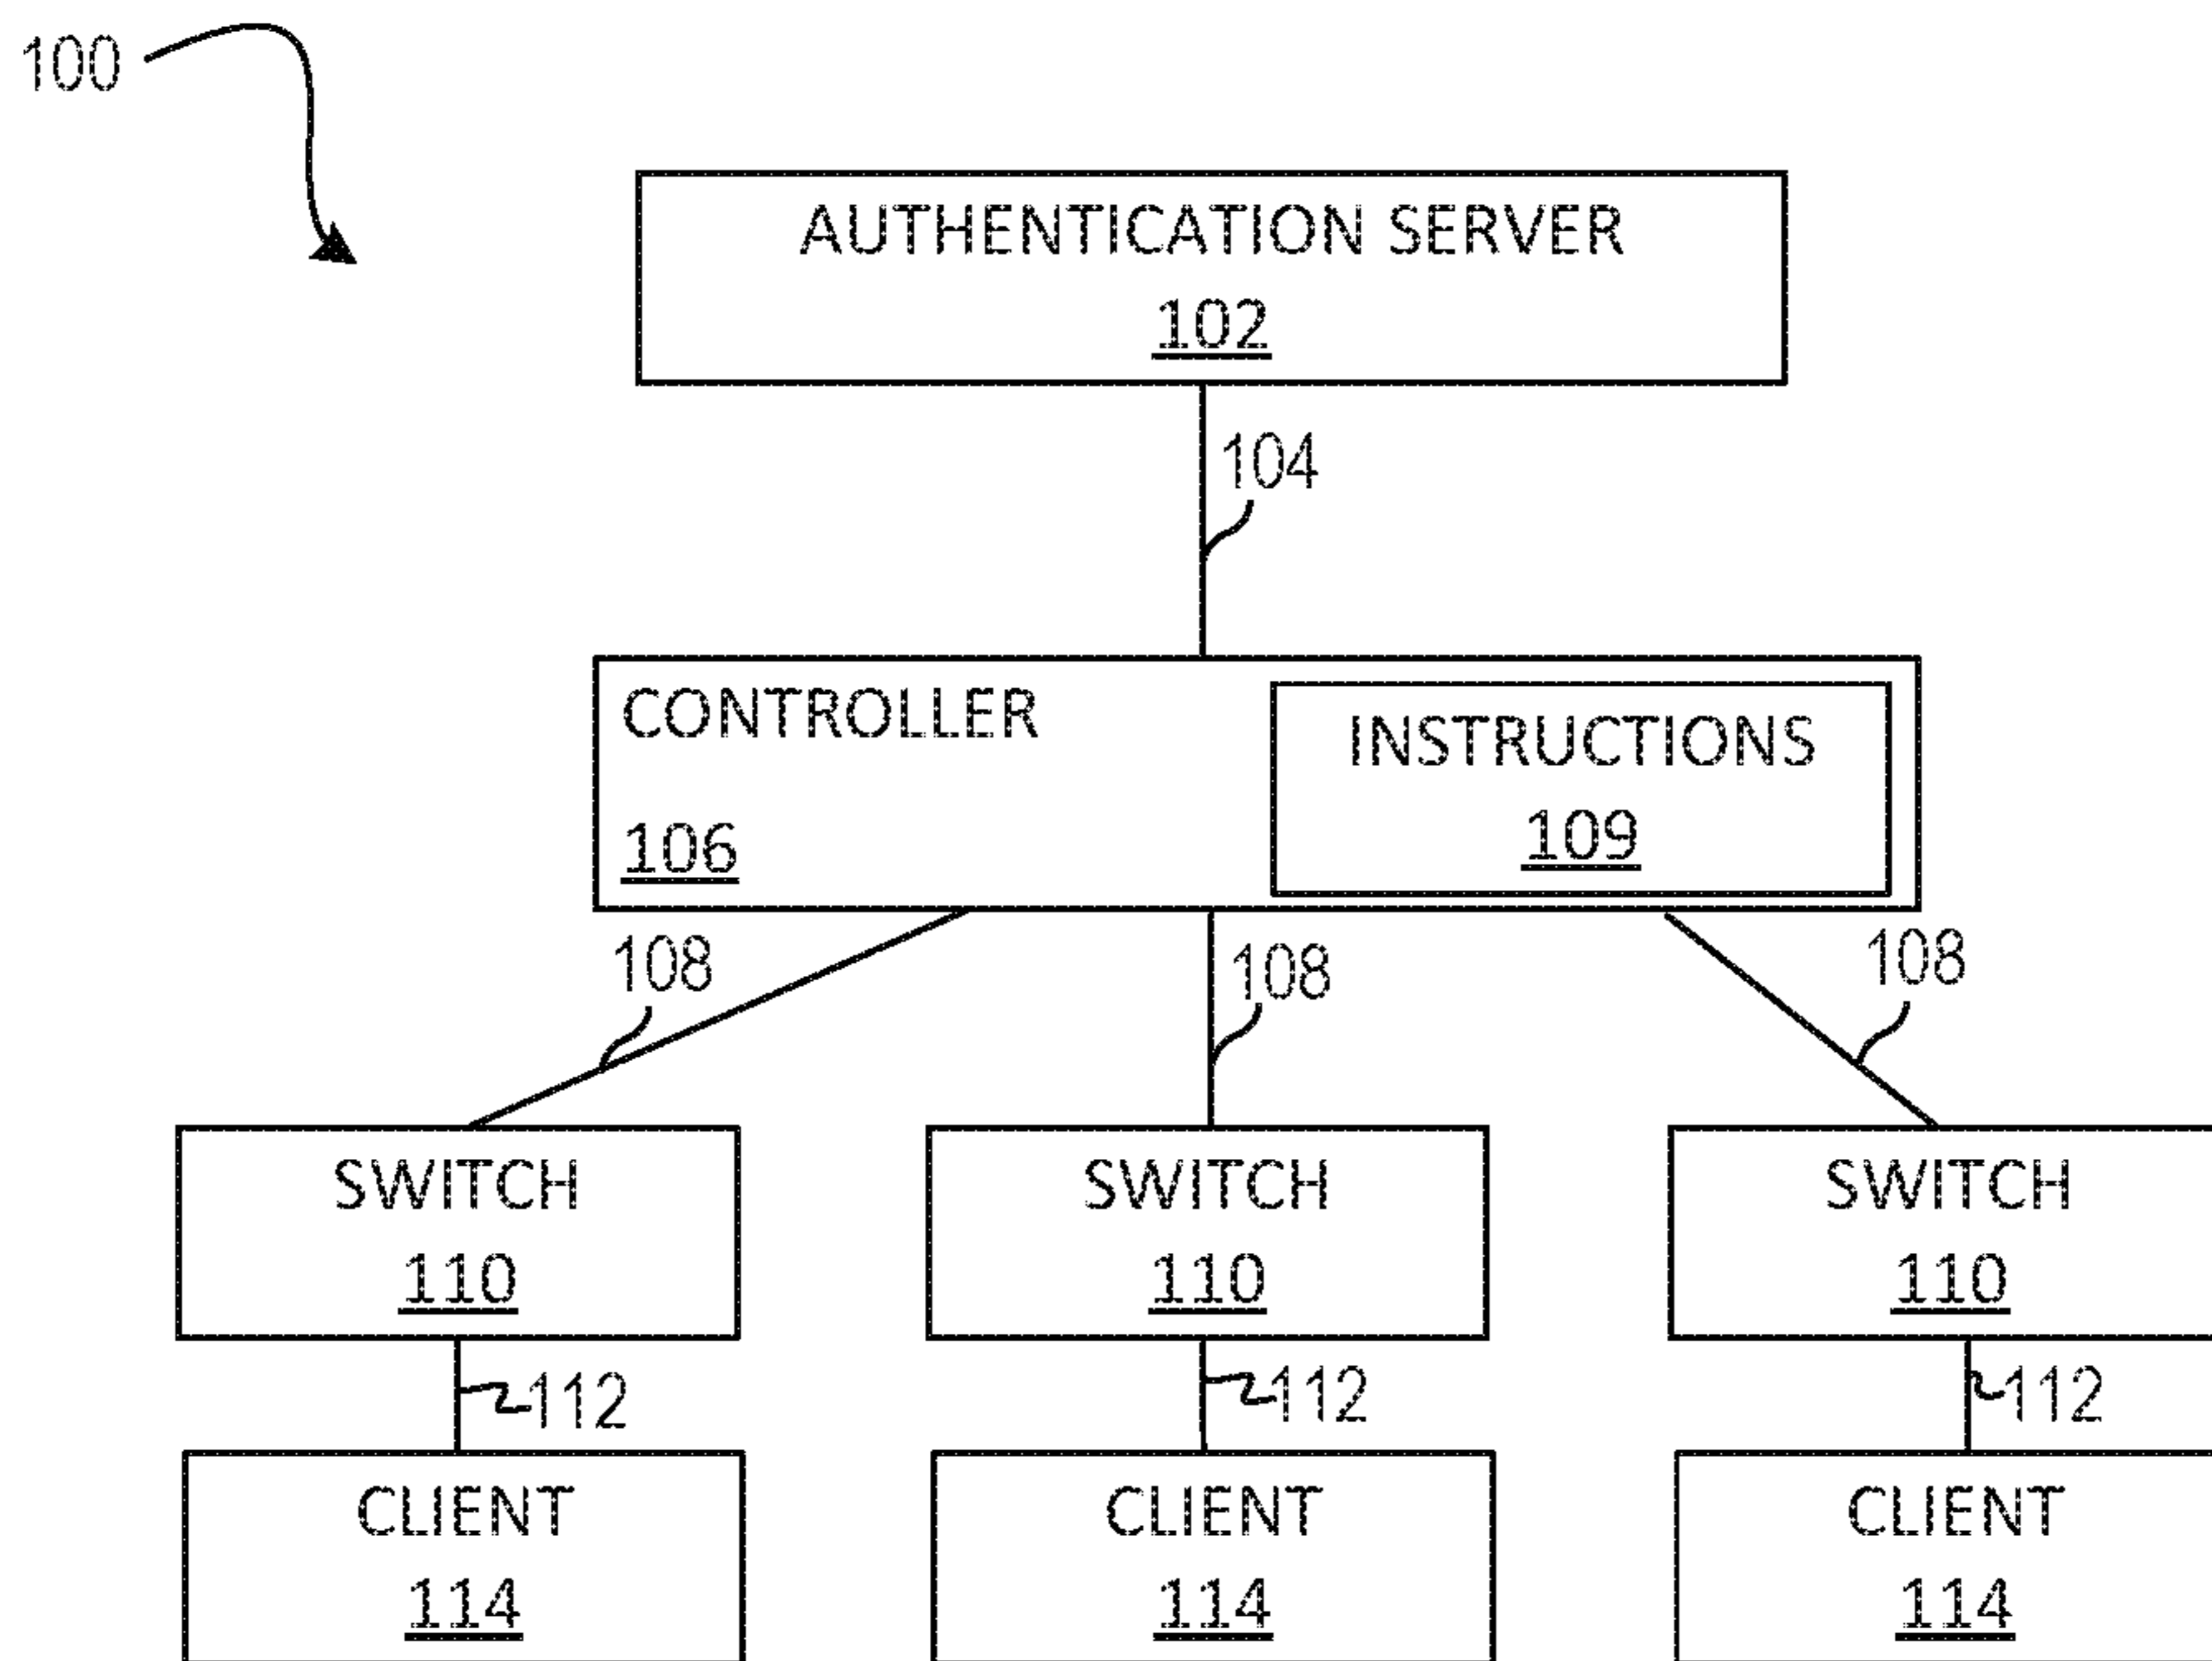 100
AUTHENTICATION SERVER
102
104
CONTROLLER
106
INSTRUCTIONS
109
108
108
108
SWITCH
110
SWITCH
110
SWITCH
110
112
112
112
CLIENT
114
CLIENT
114
CLIENT
114